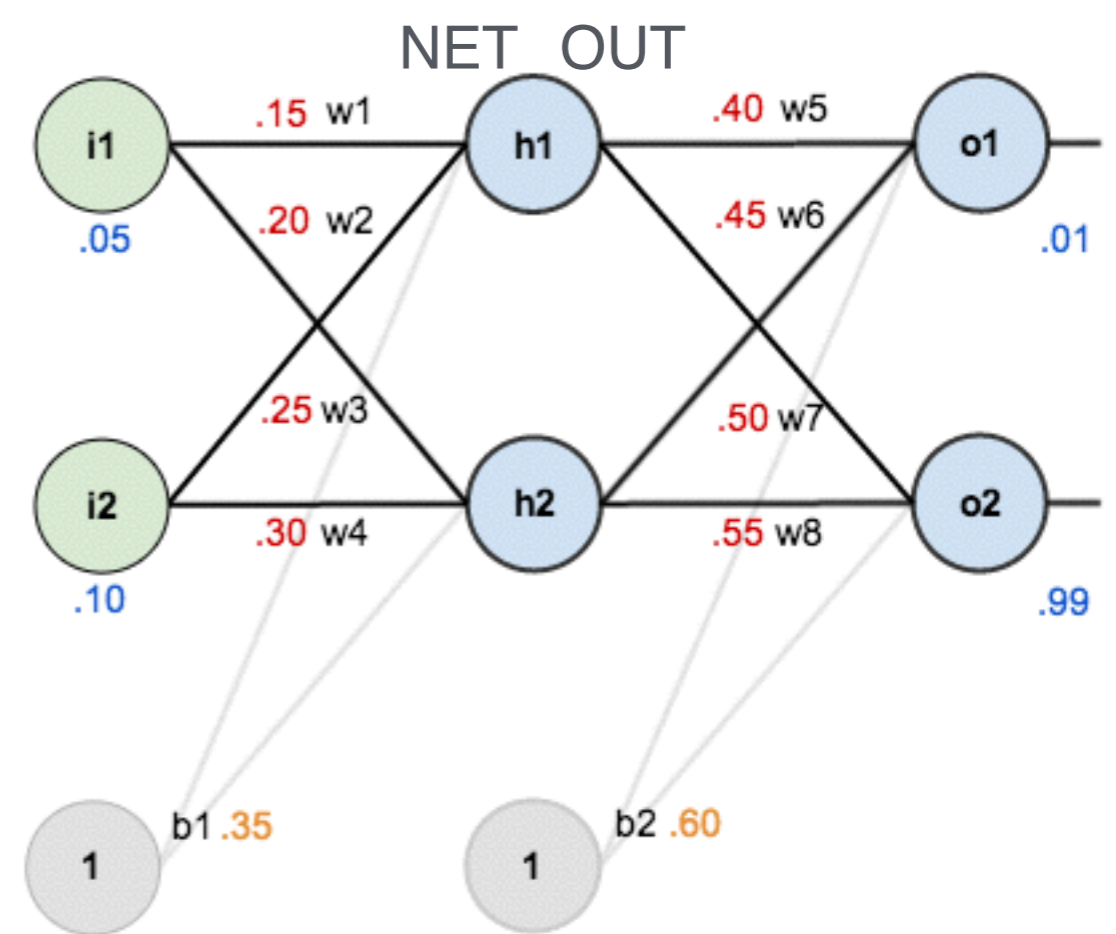 NET OUT
.15 w1
.40 w5
i1
h1
o1
.20 w2
.45 w6
.05
.01
.25 w3
.50 w7
i2
h2
o2
.30 w4
.55 w8
.10
.99
b1 .35
b2 .60
1
1